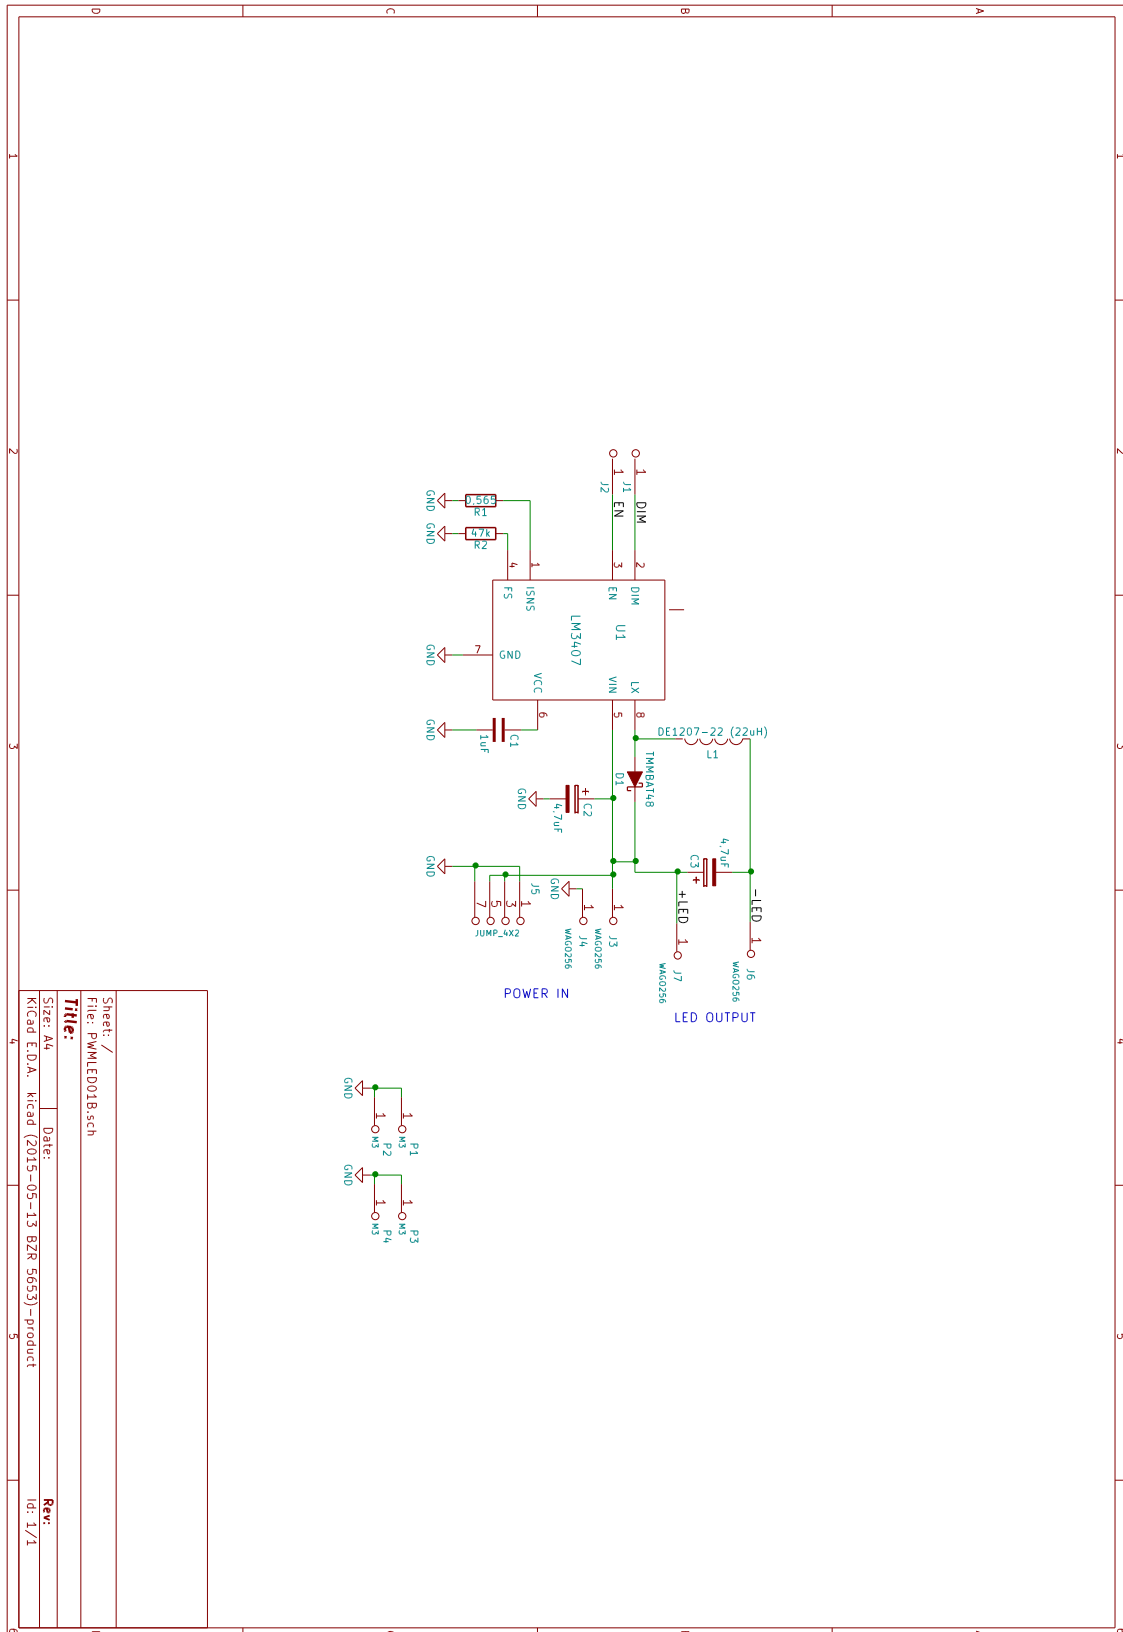 J1
1
DIM
J2
1
EN
GND
0.565
R1
GND
47k
R2
2
DIM
3
EN
1
ISNS
4
FS
U1
LM3407
7
GND
GND
VCC
6
VIN
5
LX
8
GND
1uF
C1
DE1207-22 (22uH)
L1
TMMBAT48
D1
GND
+
C2
4.7uF
4.7uF
C3
+
-LED
+LED
GND
J5
1
3
5
7
JUMP_4X2
GND
1
J4
WAGO256
1
J3
WAGO256
1
J7
WAGO256
1
J6
WAGO256
POWER IN
LED OUTPUT
GND
1
P1
M3
1
P2
M3
GND
1
P3
M3
1
P4
M3
Sheet: /
File: PWMLED01B.sch
Title:
Size: A4
Date:
Rev:
KiCad E.D.A. kicad (2015-05-13 BZR 5653)-product
Id: 1/1
D
C
B
A
1
2
3
4
5
1
2
3
4
5